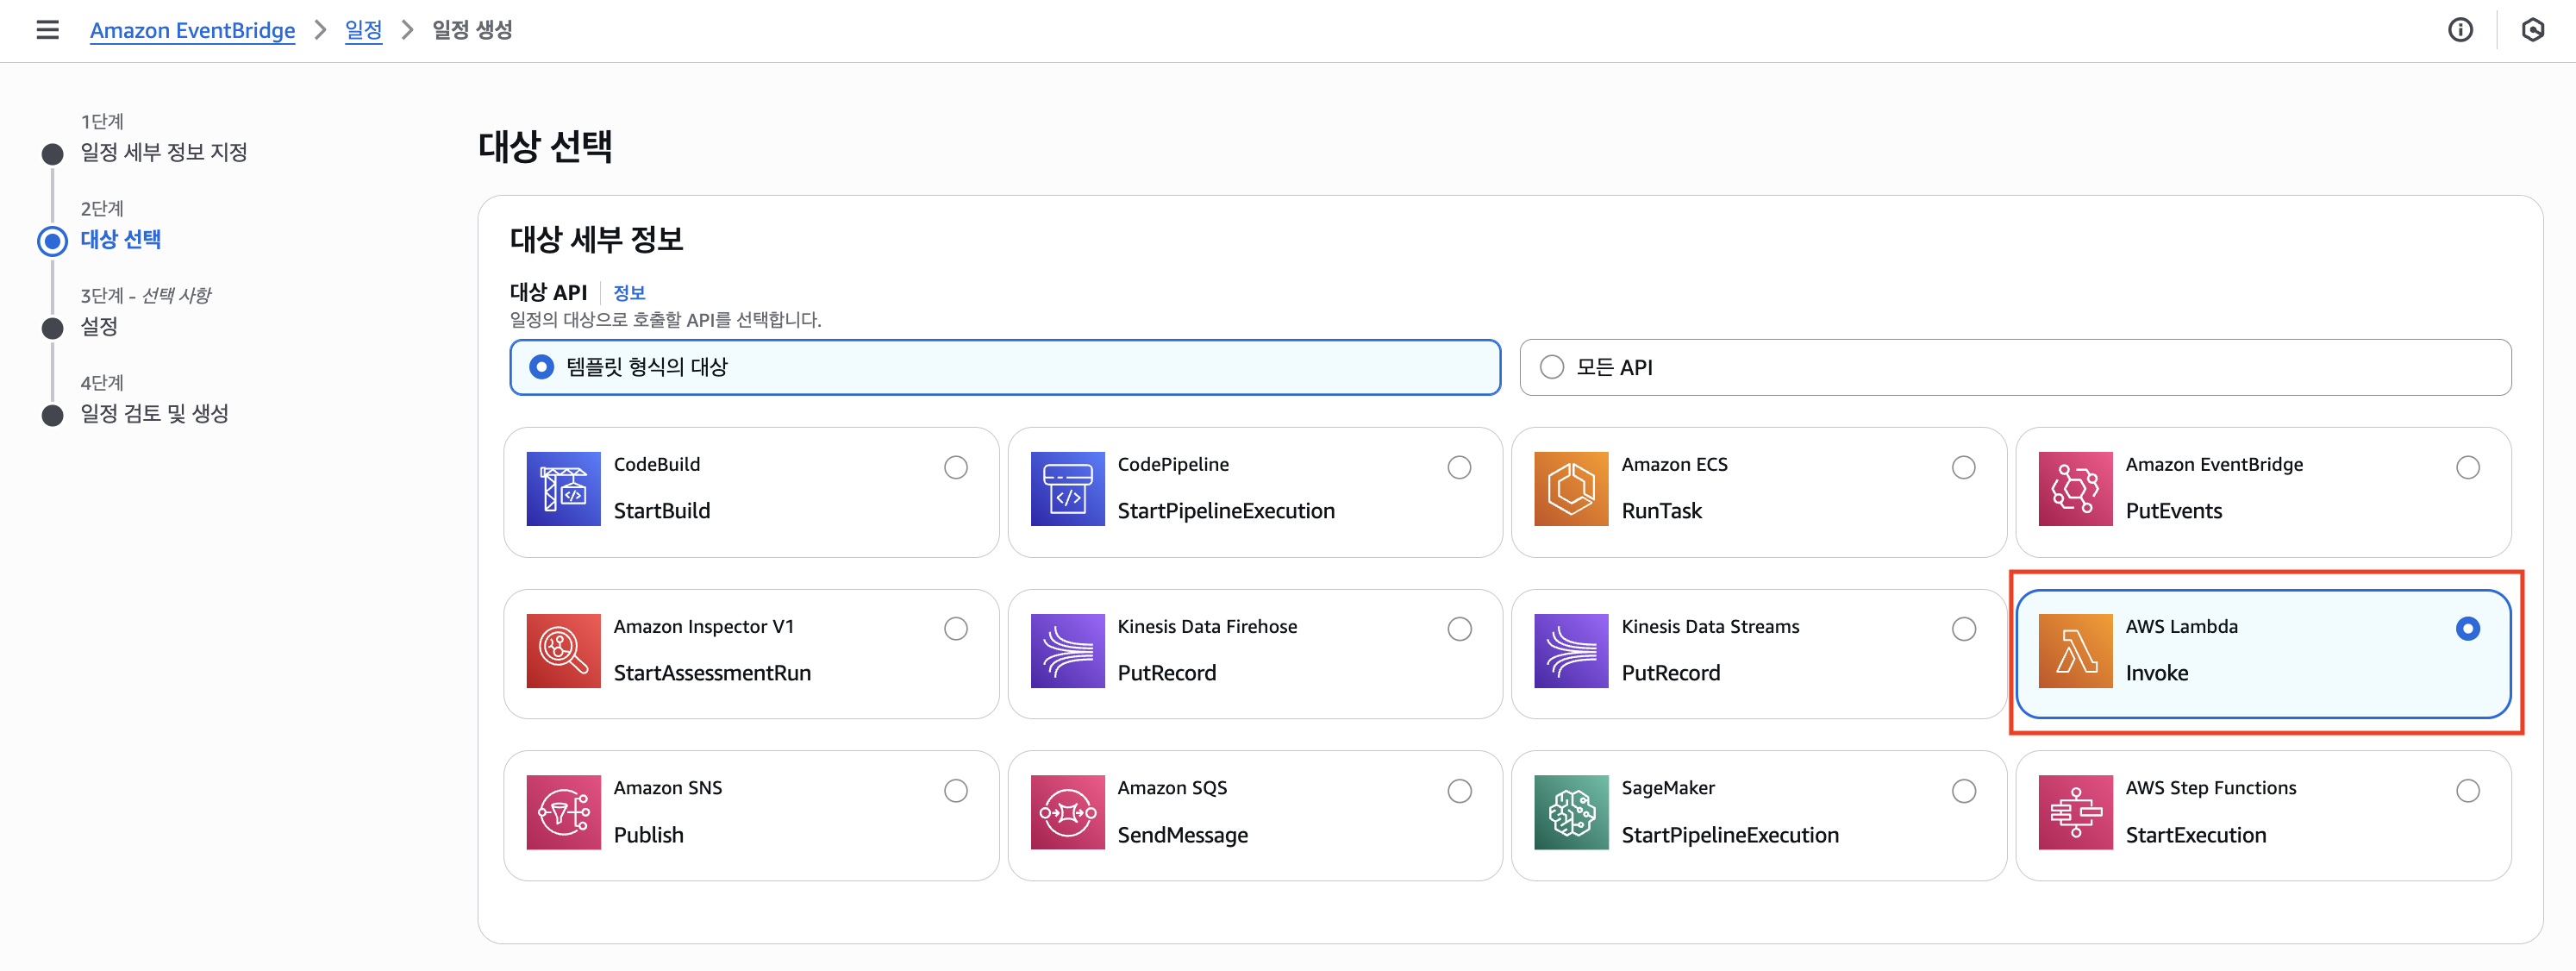 Amazon EventBridge
일정
일정 생성
1단계
일정 세부 정보 지정
2단계
대상 선택
3단계 - 선택 사항
설정
4단계
일정 검토 및 생성
대상 선택
대상 세부 정보
대상 API
정보
일정의 대상으로 호출할 API를 선택합니다.
템플릿 형식의 대상
모든 API
CodeBuild
StartBuild
CodePipeline
StartPipelineExecution
Amazon ECS
RunTask
Amazon EventBridge
PutEvents
Amazon Inspector V1
StartAssessmentRun
Kinesis Data Firehose
PutRecord
Kinesis Data Streams
PutRecord
AWS Lambda
Invoke
Amazon SNS
Publish
Amazon SQS
SendMessage
SageMaker
StartPipelineExecution
AWS Step Functions
StartExecution